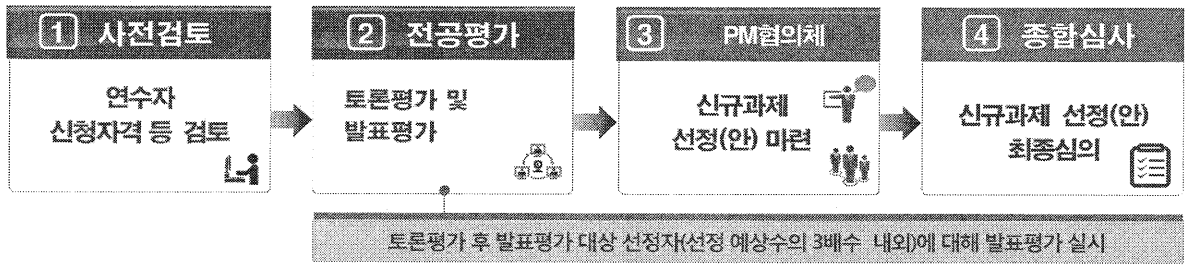 1 사전검토
연수자
신청자격 등 검토
2 전공평가
토론평가 및
발표평가
3 PM협의체
신규과제
선정(안) 마련
4 종합심사
신규과제 선정(안)
최종심의
토론평가 후 발표평가 대상 선정자(선정 예상수의 3배수 내외)에 대해 발표평가 실시